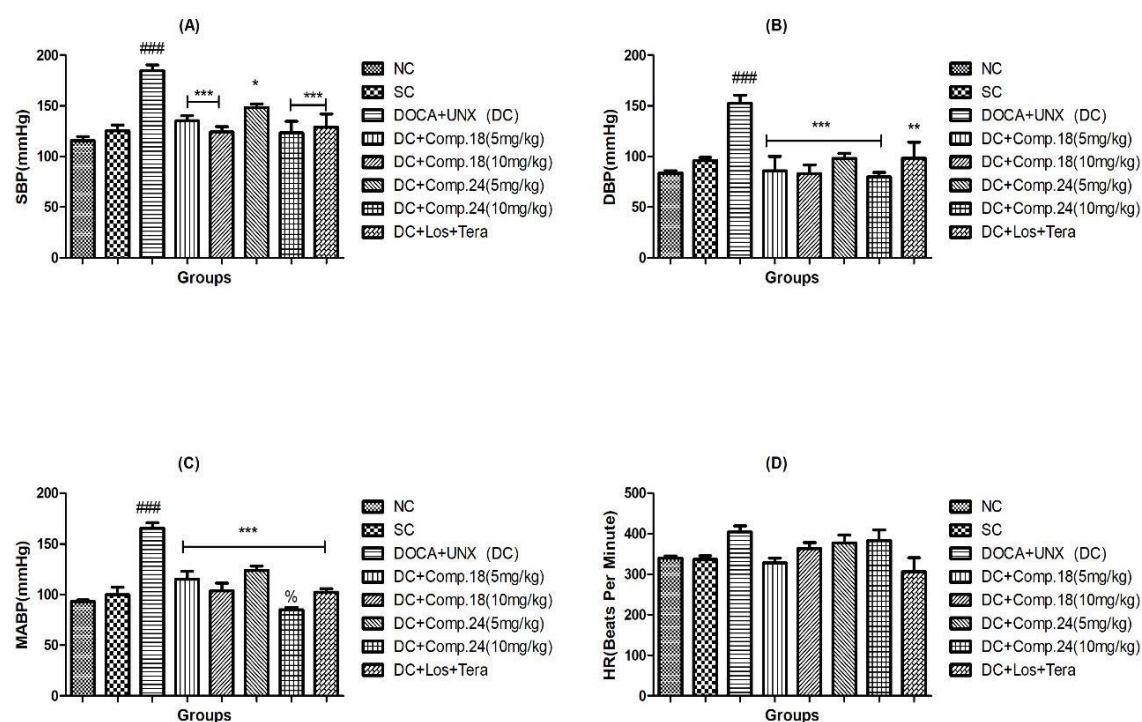 (A)
SBP(mmHg)
200
150
100
50
0
###
***
*
***
Groups
NC
SC
DOCA+UNX (DC)
DC+Comp.18(5mg/kg)
DC+Comp.18(10mg/kg)
DC+Comp.24(5mg/kg)
DC+Comp.24(10mg/kg)
DC+Los+Tera
(B)
DBP(mmHg)
200
150
100
50
0
###
***
**
Groups
NC
SC
DOCA+UNX (DC)
DC+Comp.18(5mg/kg)
DC+Comp.18(10mg/kg)
DC+Comp.24(5mg/kg)
DC+Comp.24(10mg/kg)
DC+Los+Tera
(C)
MABP(mmHg)
200
150
100
50
0
###
***
%
Groups
NC
SC
DOCA+UNX (DC)
DC+Comp.18(5mg/kg)
DC+Comp.18(10mg/kg)
DC+Comp.24(5mg/kg)
DC+Comp.24(10mg/kg)
DC+Los+Tera
(D)
HR(Beats Per Minute)
500
400
300
200
100
0
Groups
NC
SC
DOCA+UNX (DC)
DC+Comp.18(5mg/kg)
DC+Comp.18(10mg/kg)
DC+Comp.24(5mg/kg)
DC+Comp.24(10mg/kg)
DC+Los+Tera